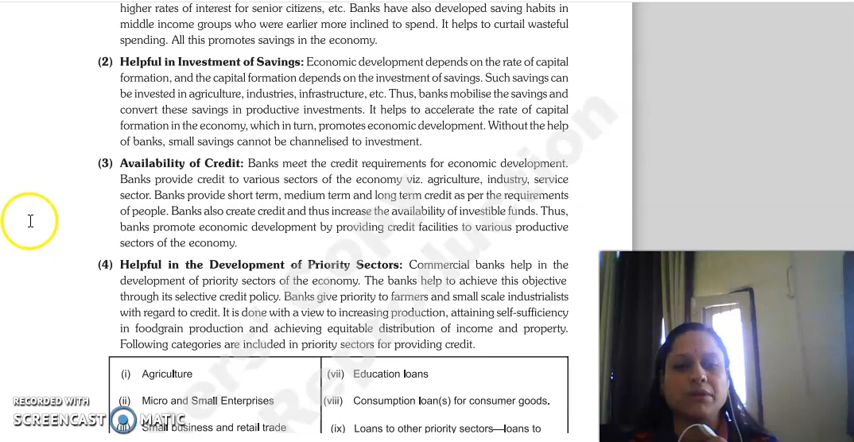 higher rates of interest for senior citizens, etc. Banks have also developed saving habits in
middle income groups who were earlier more inclined to spend. It helps to curtail wasteful
spending. All this promotes savings in the economy.
(2) Helpful in Investment of Savings: Economic development depends on the rate of capital
formation, and the capital formation depends on the investment of savings. Such savings can
be invested in agriculture, industries, infrastructure, etc. Thus, banks mobilise the savings and
convert these savings in productive investments. It helps to accelerate the rate of capital
formation in the economy, which in turn, promotes economic development. Without the help
of banks, small savings cannot be channelised to investment.
(3) Availability of Credit: Banks meet the credit requirements for economic development.
Banks provide credit to various sectors of the economy viz. agriculture, industry, service
sector. Banks provide short term, medium term and long term credit as per the requirements
of people. Banks also create credit and thus increase the availability of investible funds. Thus,
banks promote economic development by providing credit facilities to various productive
sectors of the economy.
(4) Helpful in the Development of Priority Sectors: Commercial banks help in the
development of priority sectors of the economy. The banks help to achieve this objective
through its selective credit policy. Banks give priority to farmers and small scale industrialists
with regard to credit. It is done with a view to increasing production, attaining self-sufficiency
in foodgrain production and achieving equitable distribution of income and property.
Following categories are included in priority sectors for providing credit.
(i) Agriculture
(ii) Micro and Small Enterprises
(iii) Small business and retail trade
(vii) Education loans
(viii) Consumption loan(s) for consumer goods.
(ix) Loans to other priority sectors—loans to
Copy
Reproduction
RECORDED WITH
SCREENCAST MATIC